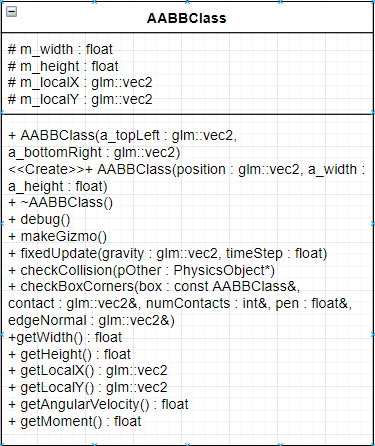 AABBClass
# m_width : float
# m_height : float
# m_localX : glm::vec2
# m_localY : glm::vec2
+ AABBClass(a_topLeft : glm::vec2,
a_bottomRight : glm::vec2)
<<Create>>+ AABBClass(position : glm::vec2, a_width :
a_height : float)
+ ~AABBClass()
+ debug()
+ makeGizmo()
+ fixedUpdate(gravity : glm::vec2, timeStep : float)
+ checkCollision(pOther : PhysicsObject*)
+ checkBoxCorners(box : const AABBClass&,
contact : glm::vec2&, numContacts : int&, pen : float&,
edgeNormal : glm::vec2&)
+getWidth() : float
+ getHeight() : float
+ getLocalX() : glm::vec2
+ getLocalY() : glm::vec2
+ getAngularVelocity() : float
+ getMoment() : float